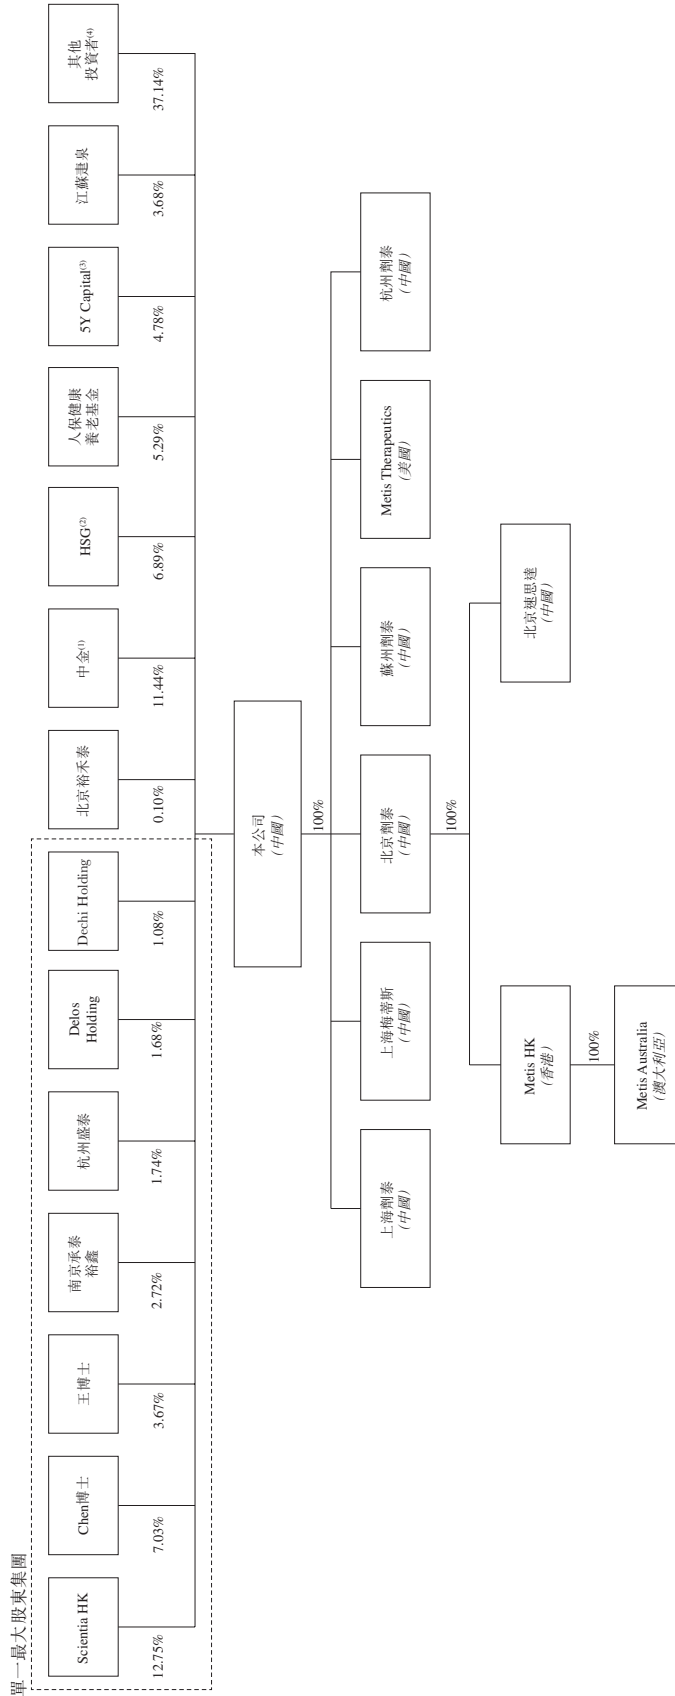 單一最大股東集團
Scientia HK
Chen博士
王博士
南京承泰
裕鑫
杭州盛泰
Delos
Holding
Dechi Holding
北京裕禾泰
中金(1)
HSG(2)
人保健康
養老基金
5Y Capital(3)
江蘇疌泉
其他
投資者(4)
12.75%
7.03%
3.67%
2.72%
1.74%
1.68%
1.08%
0.10%
11.44%
6.89%
5.29%
4.78%
3.68%
37.14%
本公司
(中國)
100%
上海劑泰
(中國)
上海梅蒂斯
(中國)
北京劑泰
(中國)
蘇州劑泰
(中國)
Metis Therapeutics
(美國)
杭州劑泰
(中國)
100%
Metis HK
(香港)
北京速思達
(中國)
100%
Metis Australia
(澳大利亞)